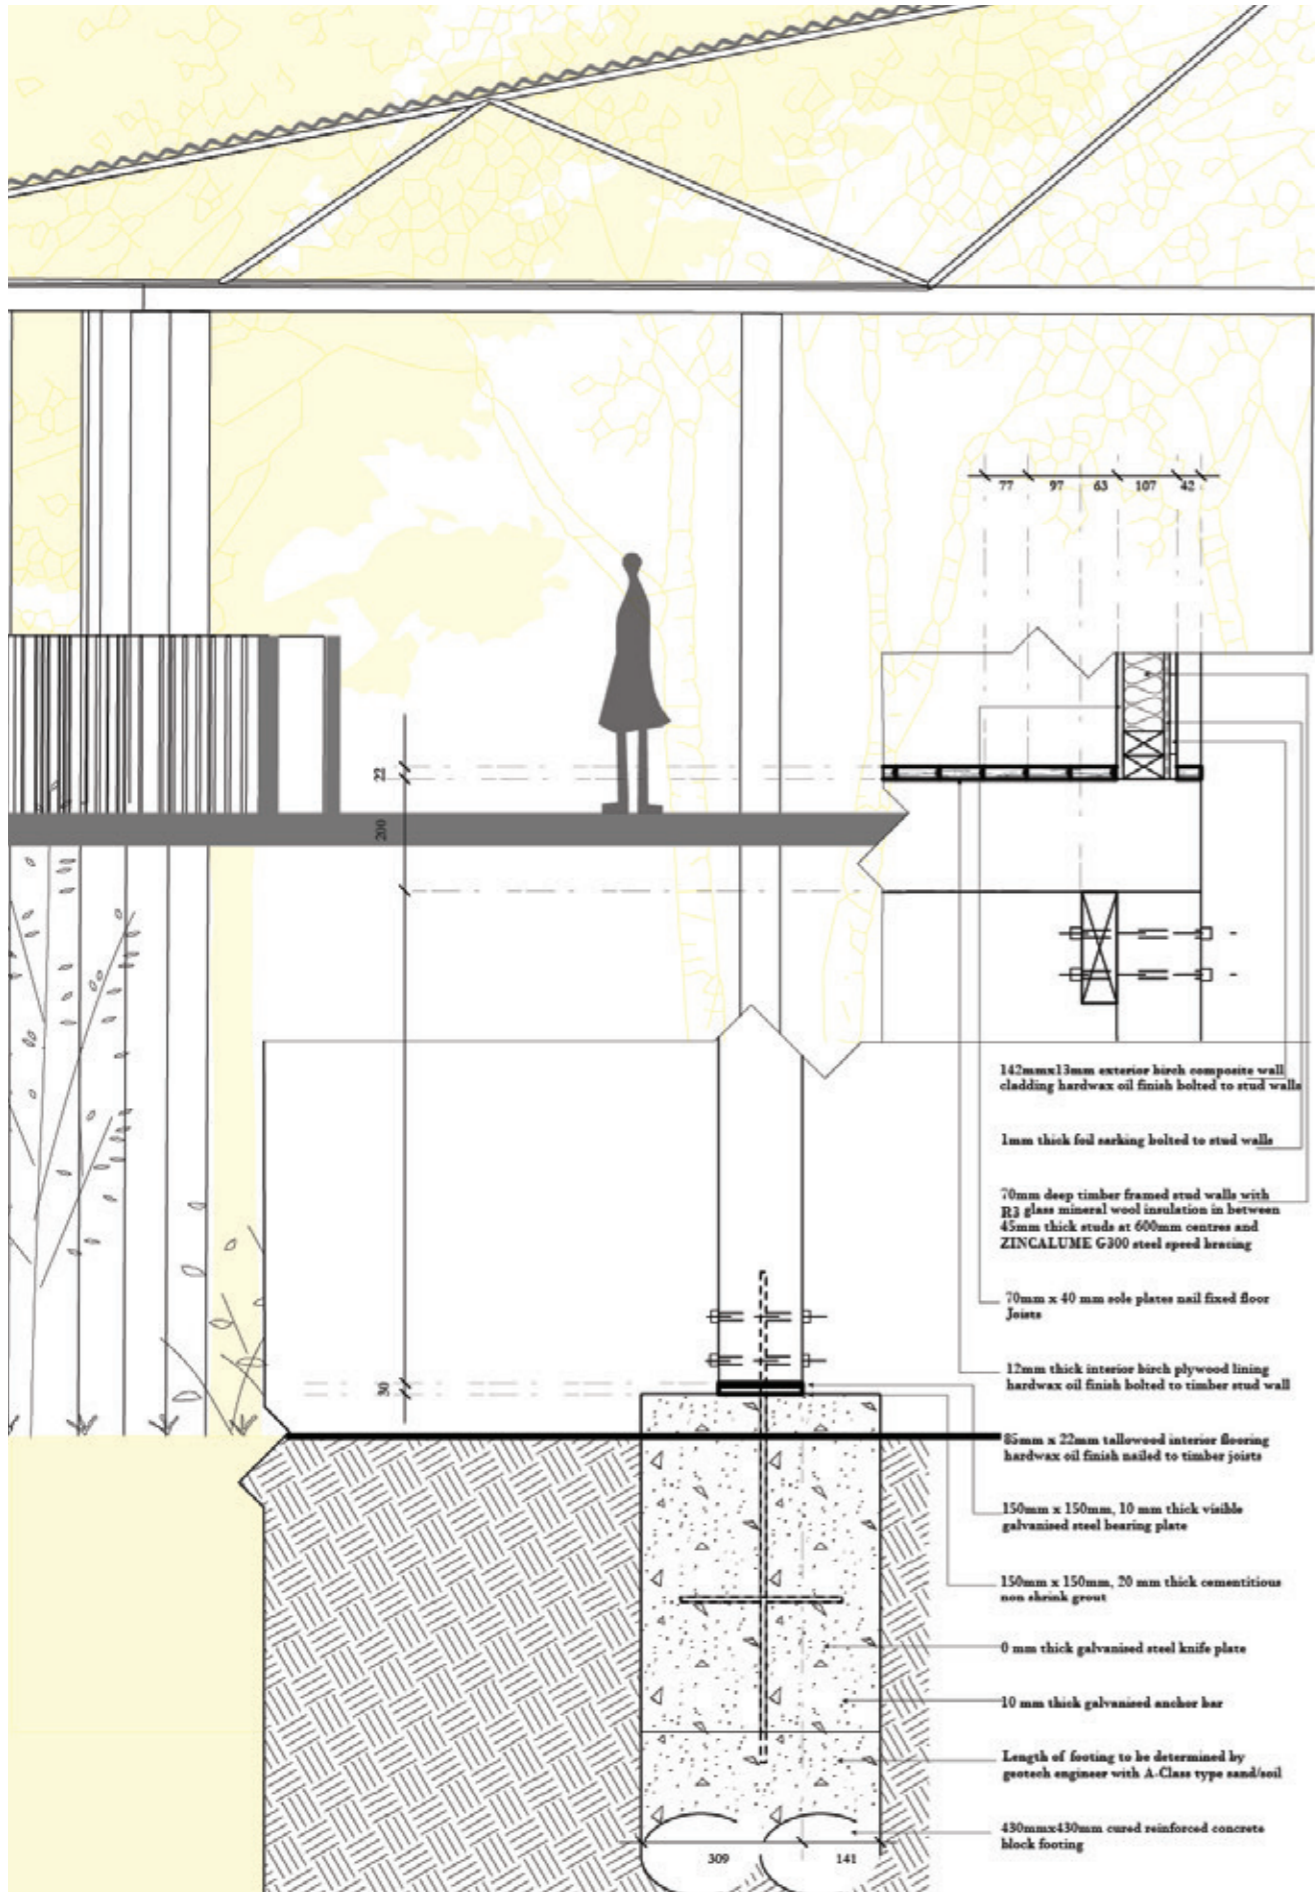 77 97 63 107 42
22
200
142mmx13mm exterior birch composite wall
cladding hardwax oil finish bolted to stud walls
1mm thick foil sarking bolted to stud walls
70mm deep timber framed stud walls with
R3 glass mineral wool insulation in between
45mm thick studs at 600mm centres and
ZINCALUME G300 steel speed bracing
70mm x 40 mm sole plates nail fixed floor
Joists
12mm thick interior birch plywood lining
hardwax oil finish bolted to timber stud wall
30
85mm x 22mm tallowood interior flooring
hardwax oil finish nailed to timber joists
150mm x 150mm, 10 mm thick visible
galvanised steel bearing plate
150mm x 150mm, 20 mm thick cementitious
non shrink grout
0 mm thick galvanised steel knife plate
10 mm thick galvanised anchor bar
Length of footing to be determined by
geotech engineer with A-Class type sand/soil
430mmx430mm cured reinforced concrete
block footing
309 141